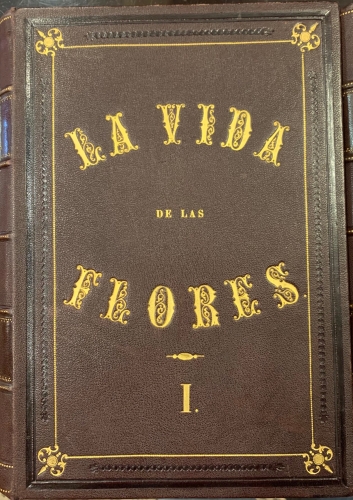 LA VIDA
DE LAS
FLORES.
I.